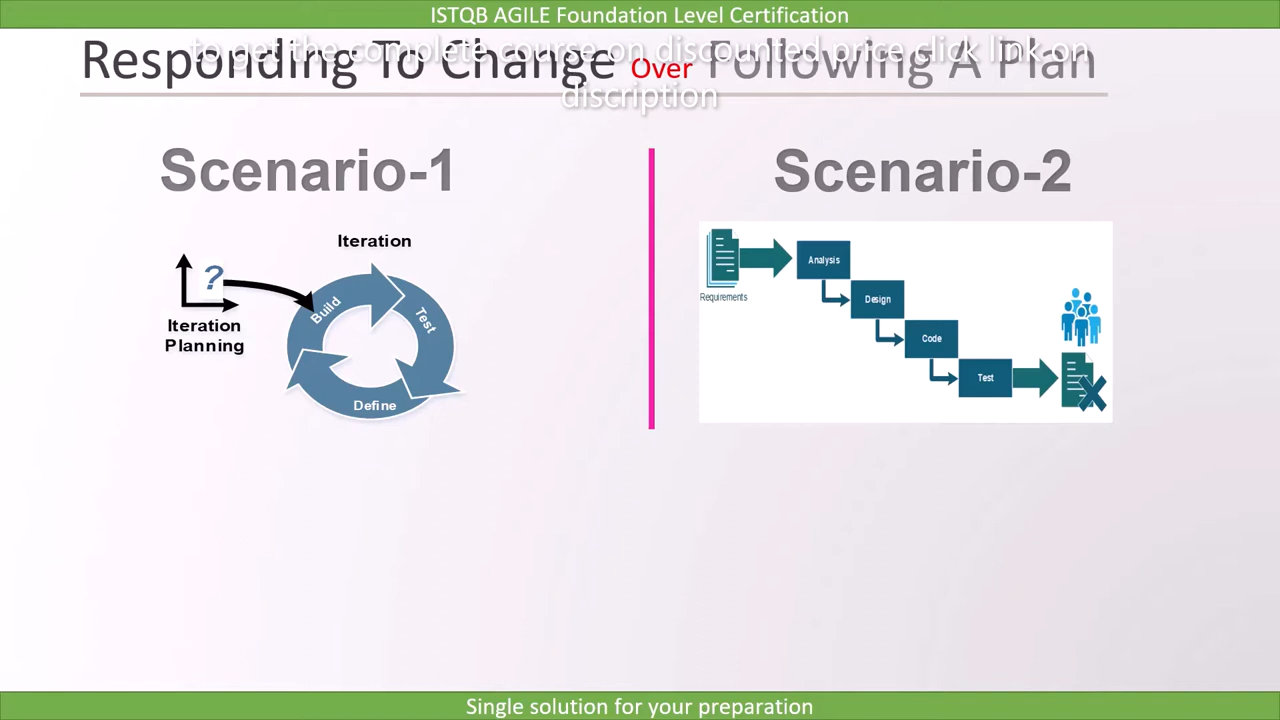 ISTQB AGILE Foundation Level Certification
to get the complete course on discounted price click link on
discription
Responding To Change Over Following A Plan
Scenario-1
Iteration
?
Iteration
Planning
Build
Test
Define
Scenario-2
Requirements
Analysis
Design
Code
Test
Single solution for your preparation